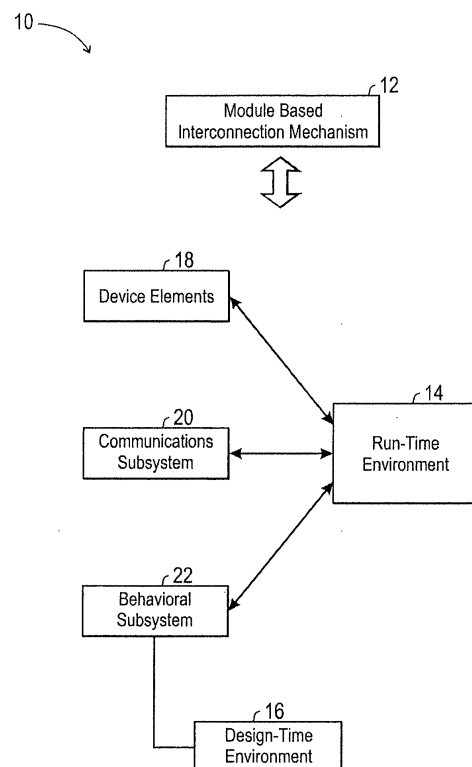 10
12
Module Based
Interconnection Mechanism
18
Device Elements
14
Run-Time
Environment
20
Communications
Subsystem
22
Behavioral
Subsystem
16
Design-Time
Environment